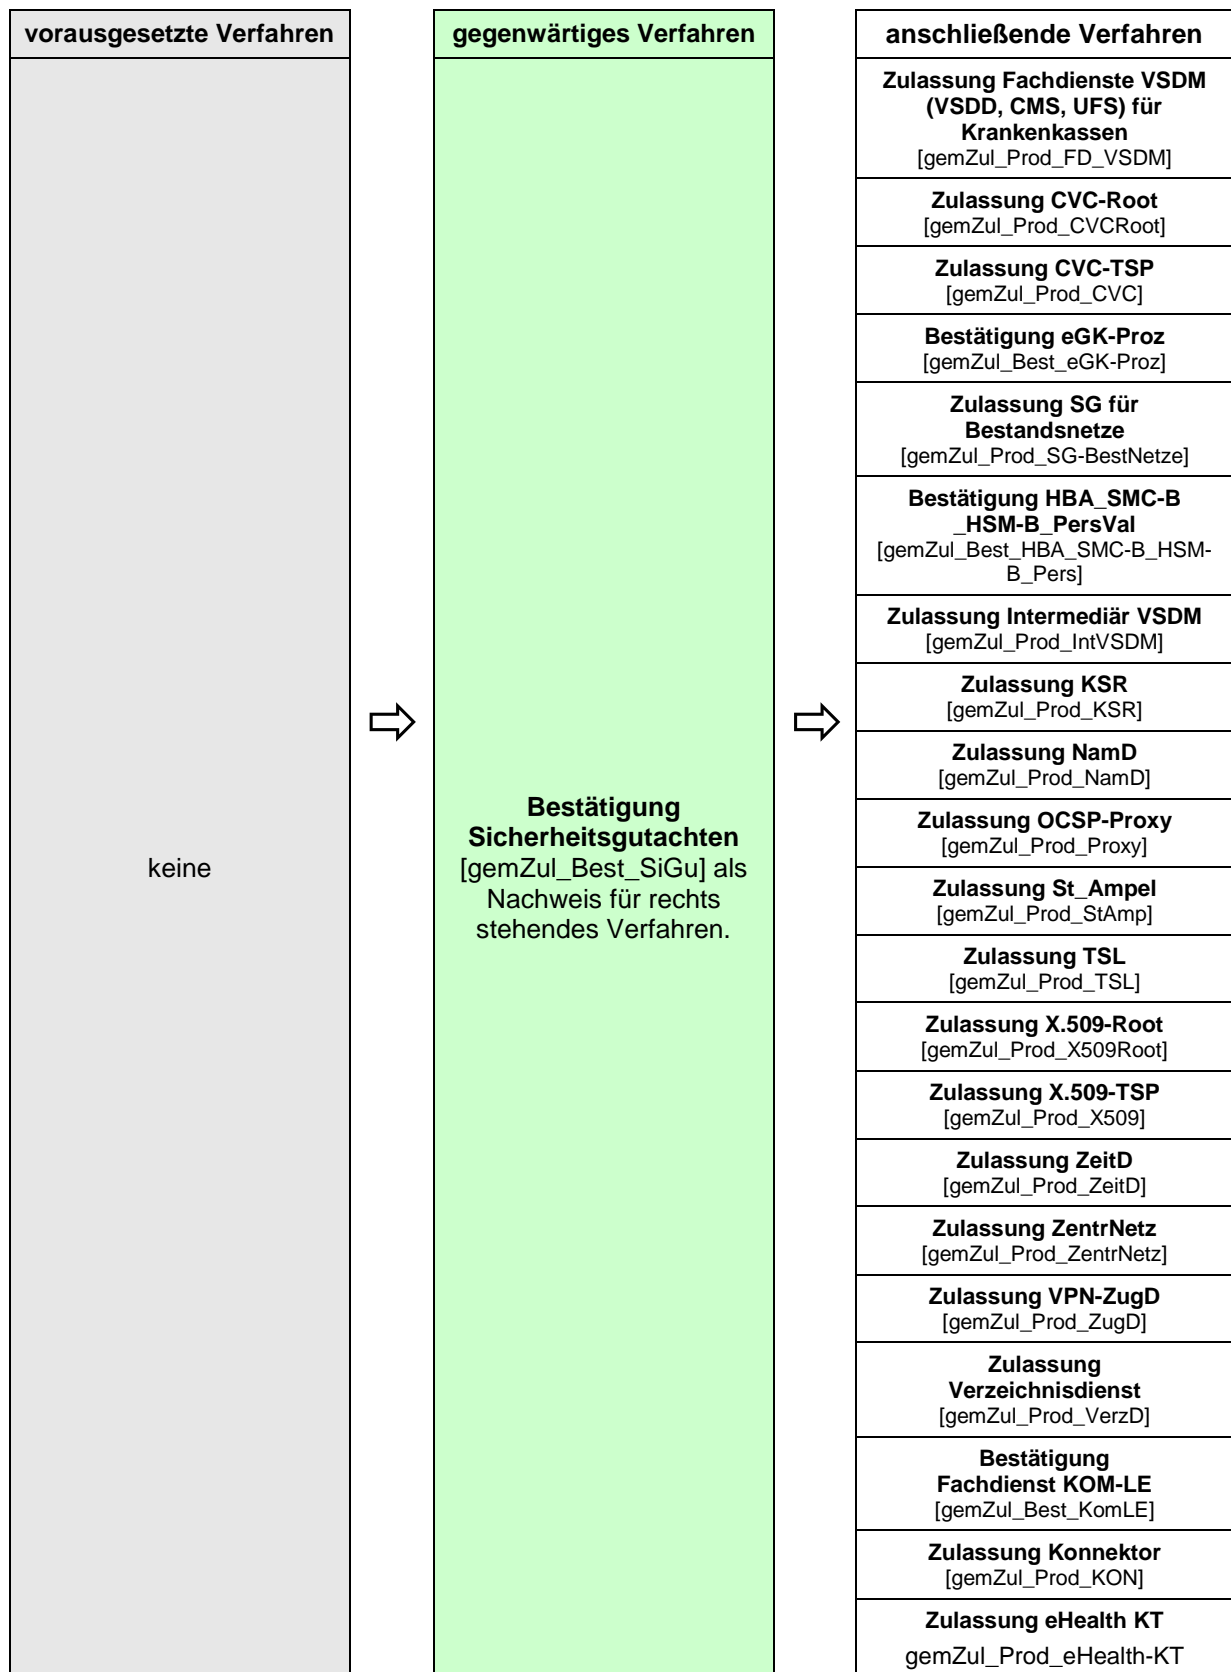 vorausgesetzte Verfahren
keine
gegenwärtiges Verfahren
Bestätigung
Sicherheitsgutachten
[gemZul_Best_SiGu] als
Nachweis für rechts
stehendes Verfahren.
anschließende Verfahren
Zulassung Fachdienste VSDM
(VSDD, CMS, UFS) für
Krankenkassen
[gemZul_Prod_FD_VSDM]
Zulassung CVC-Root
[gemZul_Prod_CVCRoot]
Zulassung CVC-TSP
[gemZul_Prod_CVC]
Bestätigung eGK-Proz
[gemZul_Best_eGK-Proz]
Zulassung SG für
Bestandsnetze
[gemZul_Prod_SG-BestNetze]
Bestätigung HBA_SMC-B
_HSM-B_PersVal
[gemZul_Best_HBA_SMC-B_HSM-
B_Pers]
Zulassung Intermediär VSDM
[gemZul_Prod_IntVSDM]
Zulassung KSR
[gemZul_Prod_KSR]
Zulassung NamD
[gemZul_Prod_NamD]
Zulassung OCSP-Proxy
[gemZul_Prod_Proxy]
Zulassung St_Ampel
[gemZul_Prod_StAmp]
Zulassung TSL
[gemZul_Prod_TSL]
Zulassung X.509-Root
[gemZul_Prod_X509Root]
Zulassung X.509-TSP
[gemZul_Prod_X509]
Zulassung ZeitD
[gemZul_Prod_ZeitD]
Zulassung ZentrNetz
[gemZul_Prod_ZentrNetz]
Zulassung VPN-ZugD
[gemZul_Prod_ZugD]
Zulassung
Verzeichnisdienst
[gemZul_Prod_VerzD]
Bestätigung
Fachdienst KOM-LE
[gemZul_Best_KomLE]
Zulassung Konnektor
[gemZul_Prod_KON]
Zulassung eHealth KT
gemZul_Prod_eHealth-KT